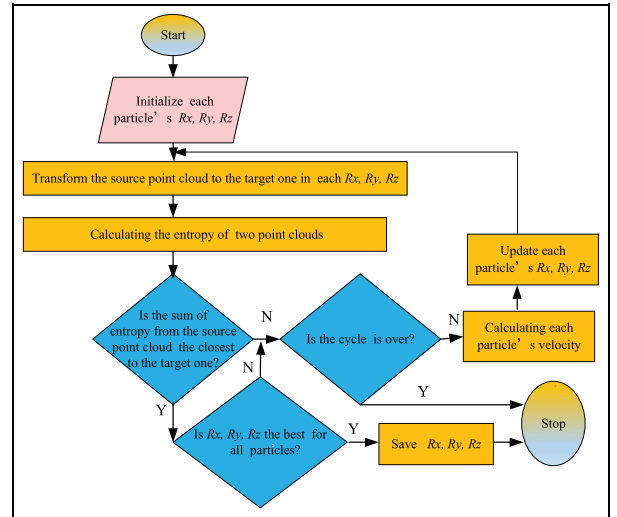 Start
Initialize each
particle’s Rx, Ry, Rz
Transform the source point cloud to the target one in each Rx, Ry, Rz
Calculating the entropy of two point clouds
Update each
particle’s Rx, Ry, Rz
Is the sum of
entropy from the source
point cloud the closest
to the target one?
N
Is the cycle is over?
N
Calculating each
particle’s velocity
N
Y
Y
Is Rx, Ry, Rz the best for
all particles?
Y
Save Rx, Ry, Rz
Stop